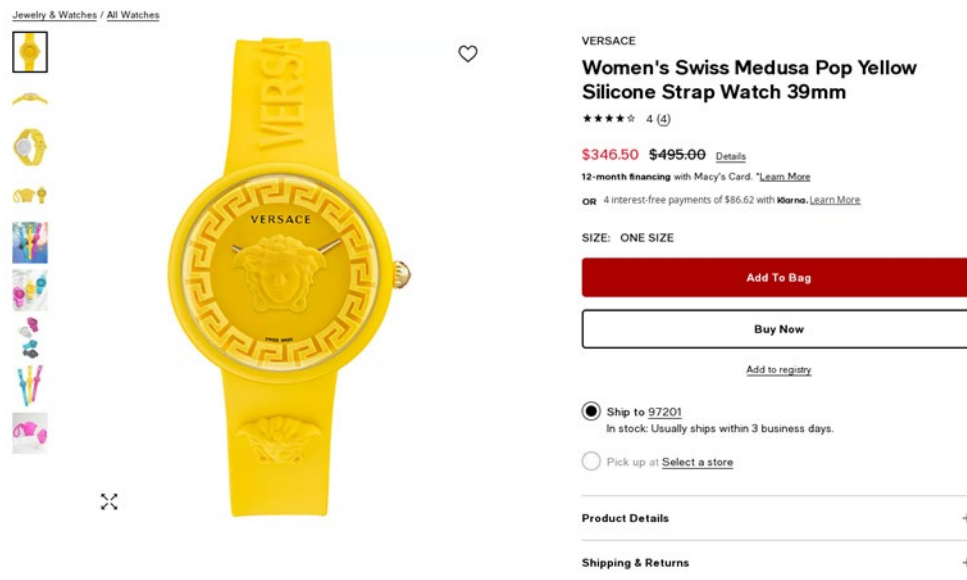 Jewelry & Watches / All Watches
VERSACE
Women's Swiss Medusa Pop Yellow
Silicone Strap Watch 39mm
4 (4)
$346.50 $495.00 Details
12-month financing with Macy's Card. *Learn More
OR 4 interest-free payments of $86.62 with Klarna. Learn More
SIZE: ONE SIZE
Add To Bag
Buy Now
Add to registry
Ship to 97201
In stock: Usually ships within 3 business days.
Pick up at Select a store
Product Details
Shipping & Returns
VERSA
VERSACE
SWISS MADE